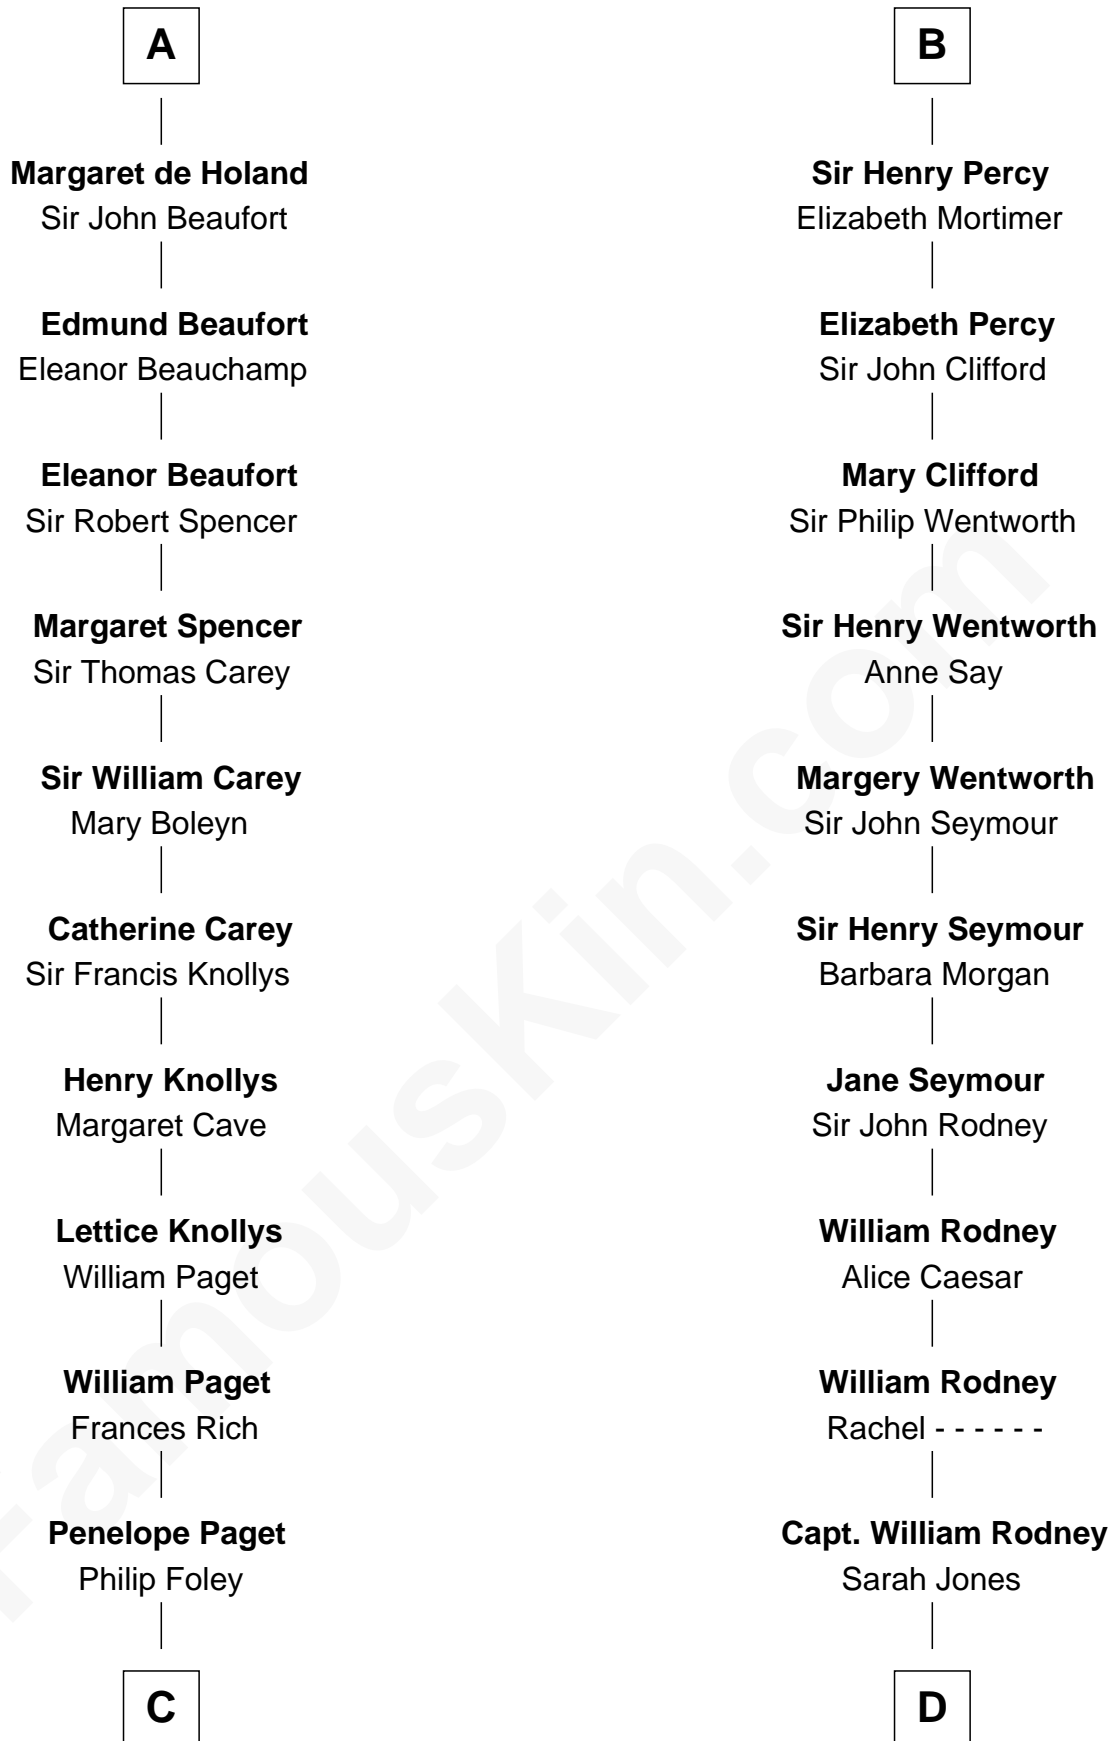 A
Margaret de Holand
Sir John Beaufort
Edmund Beaufort
Eleanor Beauchamp
Eleanor Beaufort
Sir Robert Spencer
Margaret Spencer
Sir Thomas Carey
Sir William Carey
Mary Boleyn
Catherine Carey
Sir Francis Knollys
Henry Knollys
Margaret Cave
Lettice Knollys
William Paget
William Paget
Frances Rich
Penelope Paget
Philip Foley
C
B
Sir Henry Percy
Elizabeth Mortimer
Elizabeth Percy
Sir John Clifford
Mary Clifford
Sir Philip Wentworth
Sir Henry Wentworth
Anne Say
Margery Wentworth
Sir John Seymour
Sir Henry Seymour
Barbara Morgan
Jane Seymour
Sir John Rodney
William Rodney
Alice Caesar
William Rodney
Rachel - - - - - -
Capt. William Rodney
Sarah Jones
D
FamousKin.com